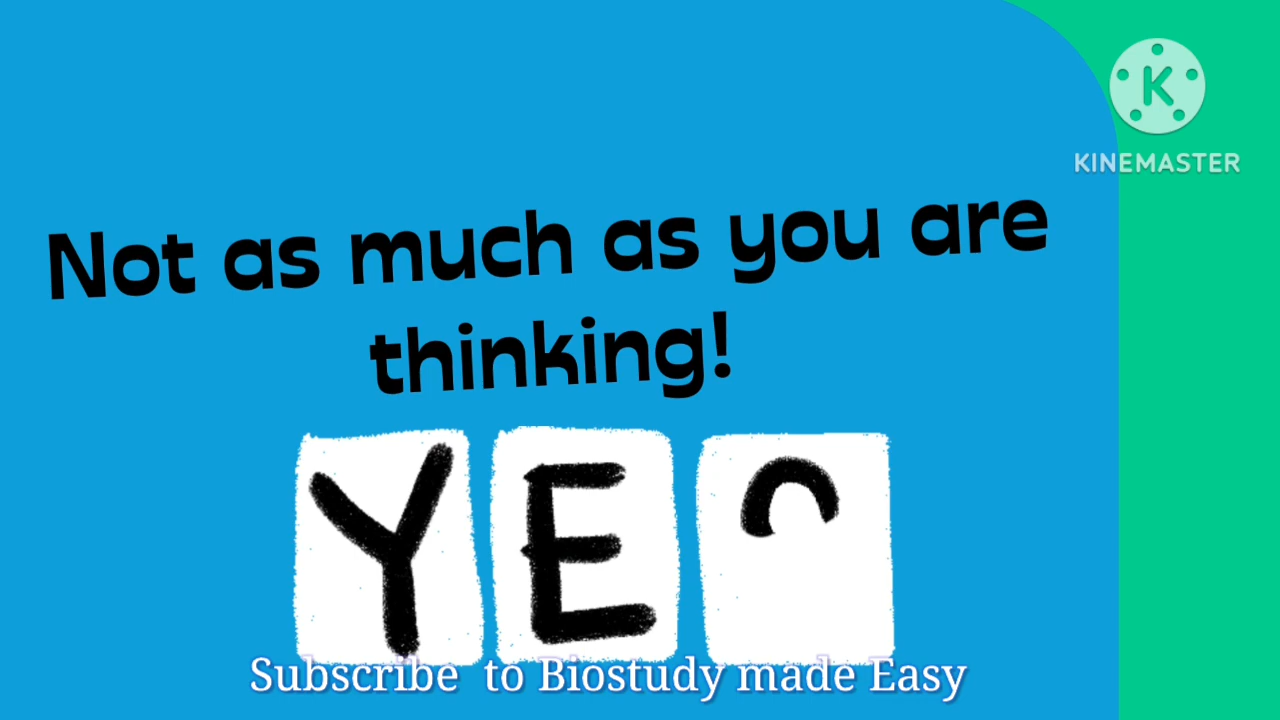 K
KINEMASTER
Not as much as you are
thinking!
YE
Subscribe to Biostudy made Easy